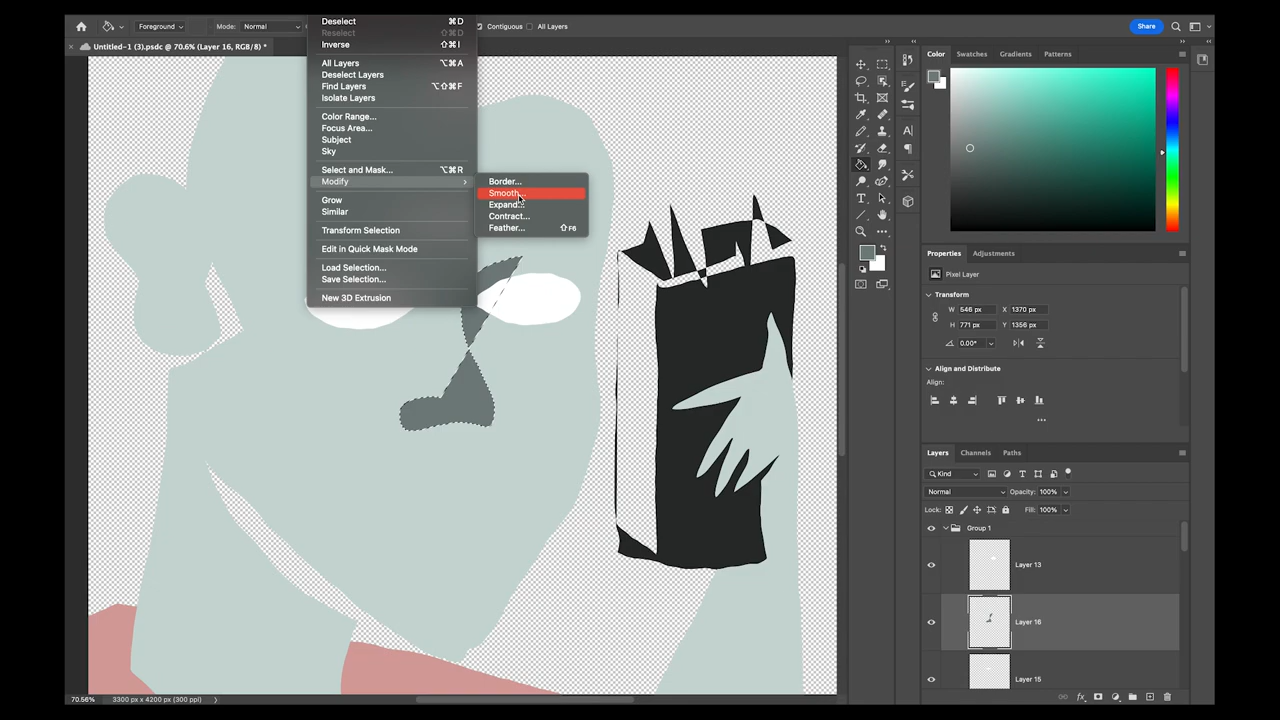 Foreground Mode: Normal Contiguous All Layers Share
Untitled-1 (3).psdc @ 70.6% (Layer 16, RGB/8) *
Deselect ⌘D
Reselect ⇧⌘D
Inverse ⇧⌘I
All Layers ⌥⌘A
Deselect Layers
Find Layers ⌥⇧⌘F
Isolate Layers
Color Range...
Focus Area...
Subject
Sky
Select and Mask... ⌥⌘R
Modify
Grow
Similar
Transform Selection
Edit in Quick Mask Mode
Load Selection...
Save Selection...
New 3D Extrusion
Border...
Smooth...
Expand...
Contract...
Feather... ⇧F6
Color Swatches Gradients Patterns
Properties Adjustments
Pixel Layer
Transform
W 546 px X 1370 px
H 771 px Y 1356 px
0.00°
Align and Distribute
Align:
Layers Channels Paths
Kind
Normal Opacity: 100%
Lock: Fill: 100%
Group 1
Layer 13
Layer 16
Layer 15
70.56% 3300 px x 4200 px (300 ppi)